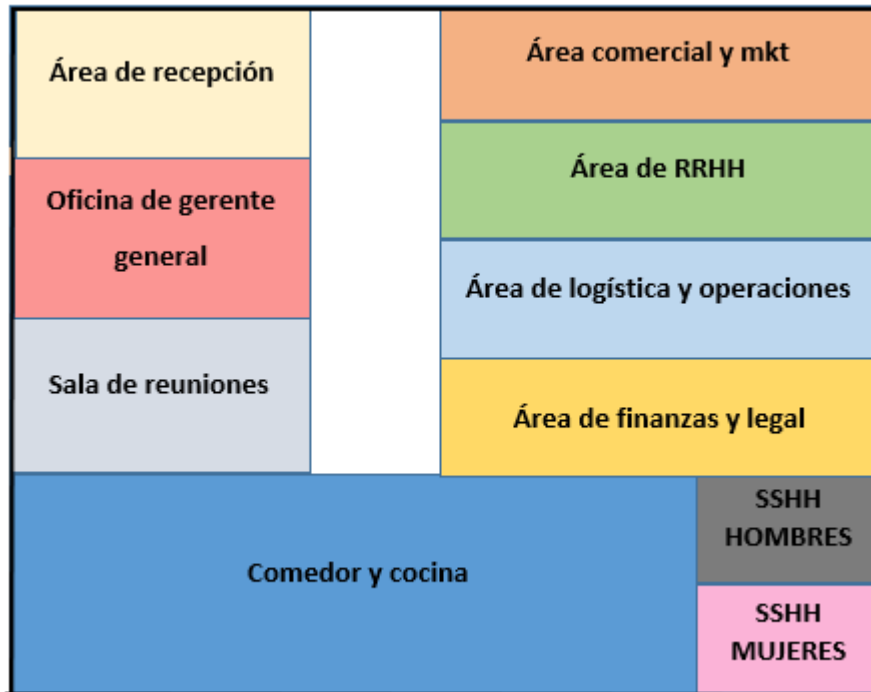 Área de recepción
Oficina de gerente
general
Sala de reuniones
Área comercial y mkt
Área de RRHH
Área de logística y operaciones
Área de finanzas y legal
Comedor y cocina
SSHH
HOMBRES
SSHH
MUJERES